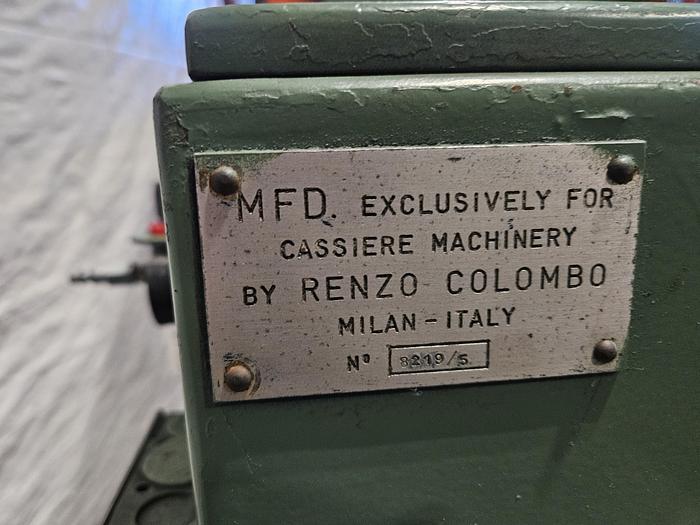 MFD. EXCLUSIVELY FOR
CASSIERE MACHINERY
BY RENZO COLOMBO
MILAN-ITALY
Nº 8219/5